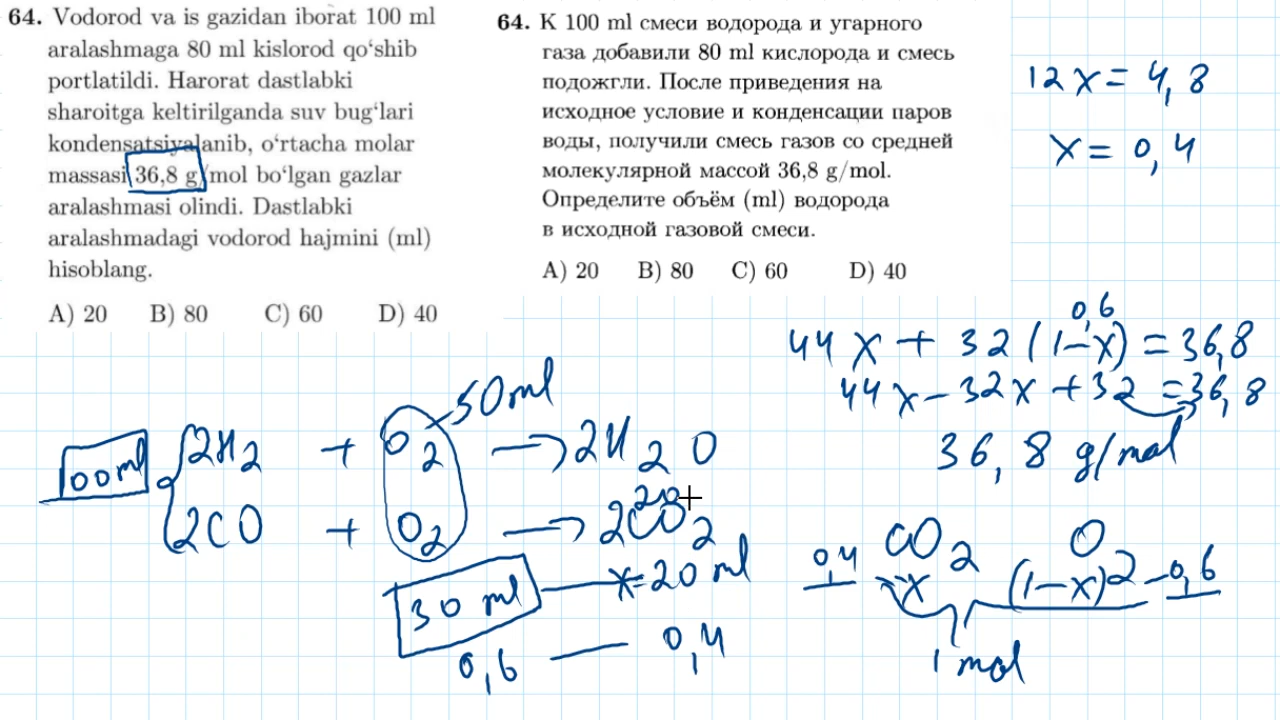 64. Vodorod va is gazidan iborat 100 ml
aralashmaga 80 ml kislorod qo‘shib
portlatildi. Harorat dastlabki
sharoitga keltirilganda suv bug‘lari
kondensatsiyalanib, o‘rtacha molar
massasi 36,8 g/mol bo‘lgan gazlar
aralashmasi olindi. Dastlabki
aralashmadagi vodorod hajmini (ml)
hisoblang.
A) 20 B) 80 C) 60 D) 40
64. К 100 ml смеси водорода и угарного
газа добавили 80 ml кислорода и смесь
подожгли. После приведения на
исходное условие и конденсации паров
воды, получили смесь газов со средней
молекулярной массой 36,8 g/mol.
Определите объём (ml) водорода
в исходной газовой смеси.
A) 20 B) 80 C) 60 D) 40
12x = 4,8
x = 0,4
0,6
44x + 32(1-x) = 36,8
44x - 32x + 32 = 36,8
36,8 g/mol
50ml
100ml
2H2 + O2 → 2H2O
20
2CO + O2 → 2CO2
30 ml — x=20 ml
0,6 — 0,4
CO2 O2
0,4 x (1-x) - 0,6
1 mol